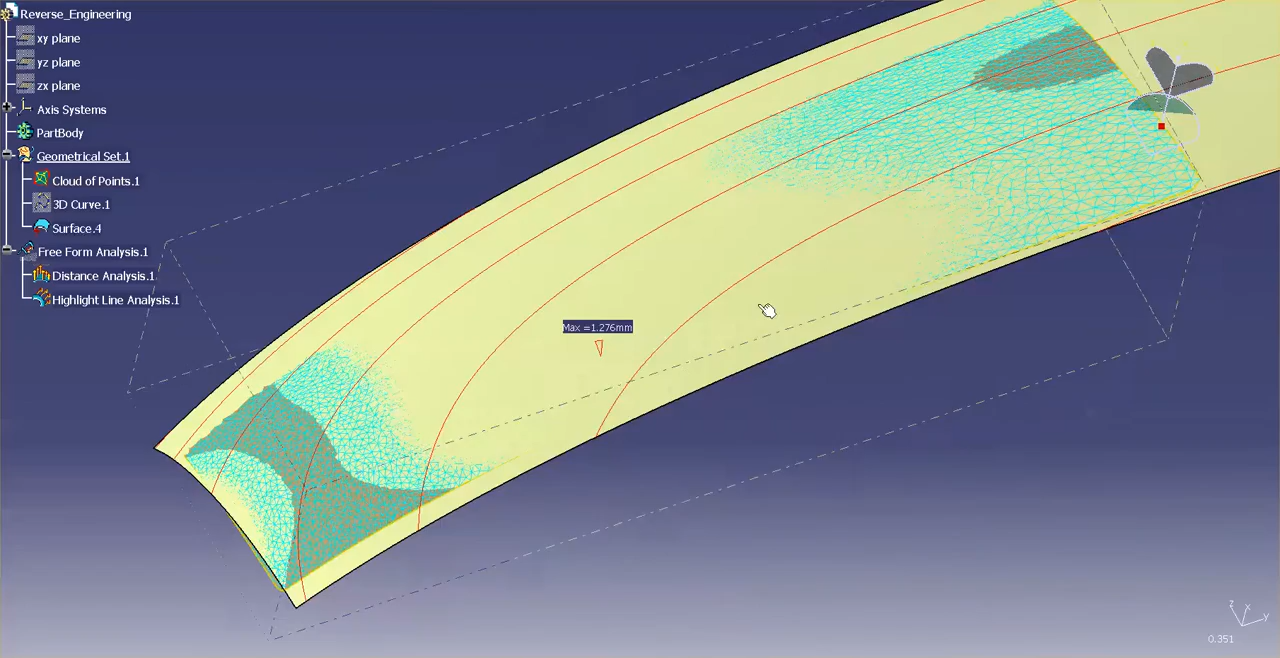 Reverse_Engineering
xy plane
yz plane
zx plane
Axis Systems
PartBody
Geometrical Set.1
Cloud of Points.1
3D Curve.1
Surface.4
Free Form Analysis.1
Distance Analysis.1
Highlight Line Analysis.1
Max =1.276mm
z x y
0.351